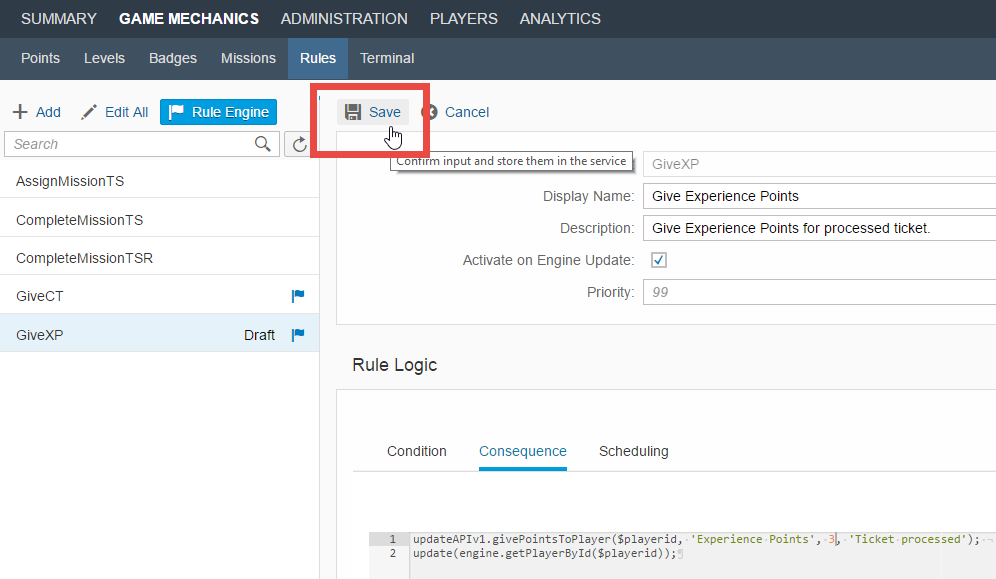 SUMMARY GAME MECHANICS ADMINISTRATION PLAYERS ANALYTICS
Points Levels Badges Missions Rules Terminal
Add Edit All Rule Engine
Save Cancel
Search
Confirm input and store them in the service
GiveXP
AssignMissionTS
Display Name: Give Experience Points
CompleteMissionTS
Description: Give Experience Points for processed ticket.
CompleteMissionTSR
Activate on Engine Update:
GiveCT
Priority: 99
GiveXP Draft
Rule Logic
Condition Consequence Scheduling
1 updateAPIv1.givePointsToPlayer($playerid, 'Experience Points', 3, 'Ticket processed');
2 update(engine.getPlayerById($playerid));